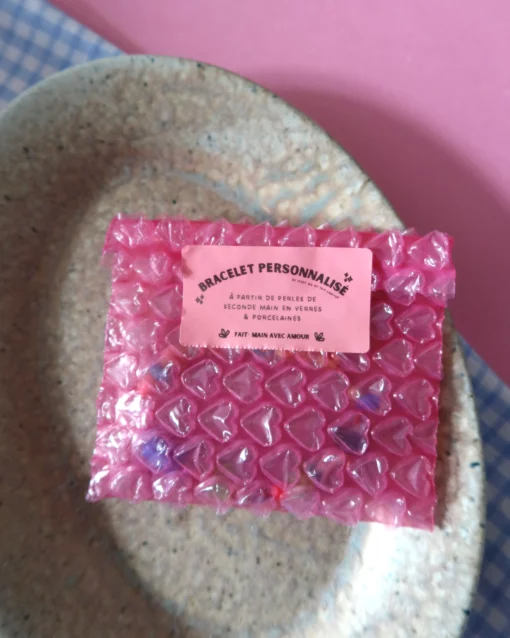 BRACELET PERSONNALISÉ
À PARTIR DE PERLES DE
SECONDE MAIN EN VERRES
& PORCELAINES
FAIT-MAIN AVEC AMOUR